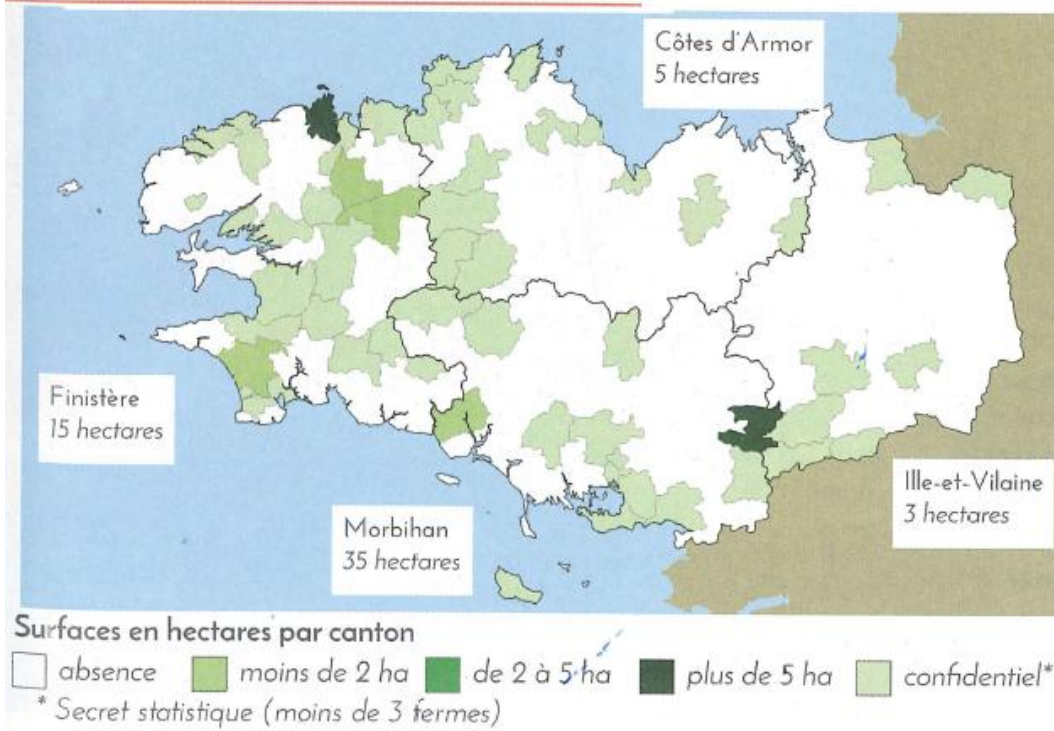 Côtes d'Armor
5 hectares
Finistère
15 hectares
Morbihan
35 hectares
Ille-et-Vilaine
3 hectares
Surfaces en hectares par canton
absence
moins de 2 ha
de 2 à 5 ha
plus de 5 ha
confidentiel*
* Secret statistique (moins de 3 fermes)